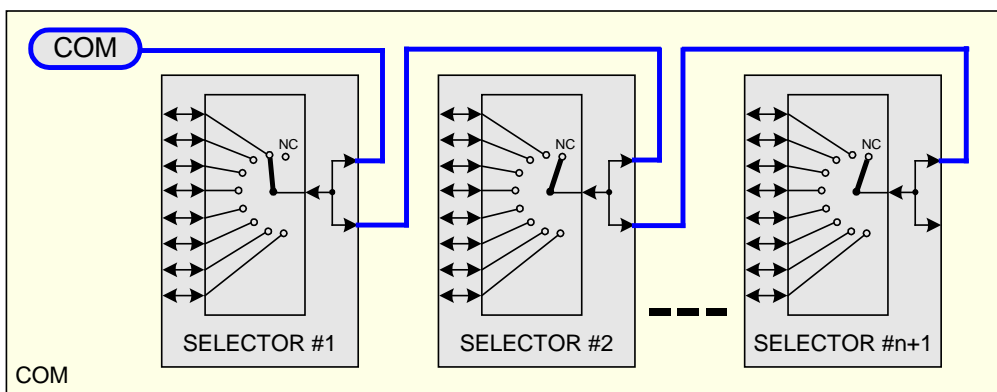 COM
NC
NC
NC
SELECTOR #1
SELECTOR #2
SELECTOR #n+1
COM